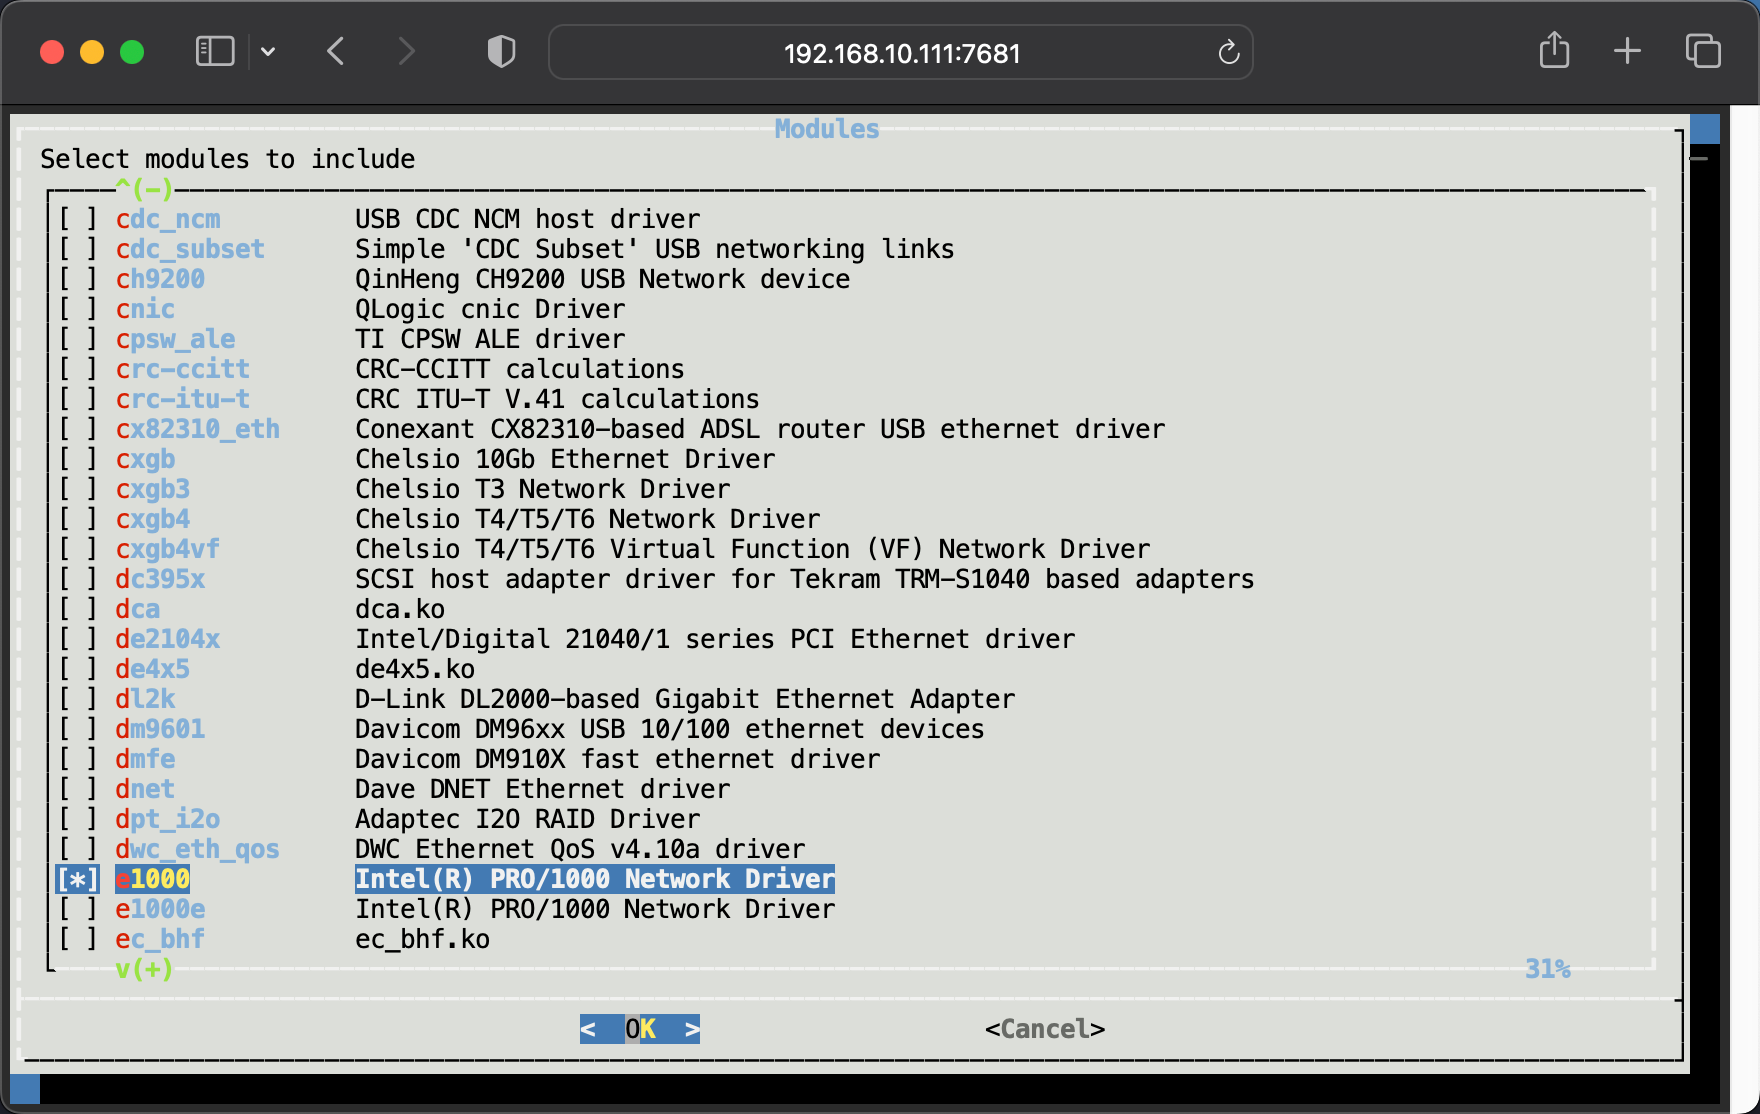 192.168.10.111:7681
Modules
Select modules to include
^(-)
[ ] cdc_ncm USB CDC NCM host driver
[ ] cdc_subset Simple 'CDC Subset' USB networking links
[ ] ch9200 QinHeng CH9200 USB Network device
[ ] cnic QLogic cnic Driver
[ ] cpsw_ale TI CPSW ALE driver
[ ] crc-ccitt CRC-CCITT calculations
[ ] crc-itu-t CRC ITU-T V.41 calculations
[ ] cx82310_eth Conexant CX82310-based ADSL router USB ethernet driver
[ ] cxgb Chelsio 10Gb Ethernet Driver
[ ] cxgb3 Chelsio T3 Network Driver
[ ] cxgb4 Chelsio T4/T5/T6 Network Driver
[ ] cxgb4vf Chelsio T4/T5/T6 Virtual Function (VF) Network Driver
[ ] dc395x SCSI host adapter driver for Tekram TRM-S1040 based adapters
[ ] dca dca.ko
[ ] de2104x Intel/Digital 21040/1 series PCI Ethernet driver
[ ] de4x5 de4x5.ko
[ ] dl2k D-Link DL2000-based Gigabit Ethernet Adapter
[ ] dm9601 Davicom DM96xx USB 10/100 ethernet devices
[ ] dmfe Davicom DM910X fast ethernet driver
[ ] dnet Dave DNET Ethernet driver
[ ] dpt_i2o Adaptec I2O RAID Driver
[ ] dwc_eth_qos DWC Ethernet QoS v4.10a driver
[*] e1000 Intel(R) PRO/1000 Network Driver
[ ] e1000e Intel(R) PRO/1000 Network Driver
[ ] ec_bhf ec_bhf.ko
v(+) 31%
< OK > <Cancel>